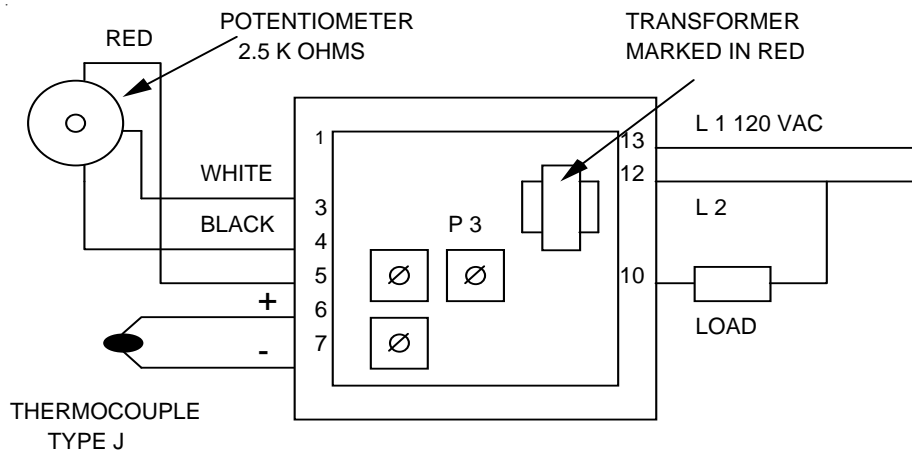 POTENTIOMETER
2.5 K OHMS
TRANSFORMER
MARKED IN RED
RED
1
13
L 1 120 VAC
12
WHITE
3
L 2
BLACK
4
P 3
5
10
+
6
LOAD
7
-
THERMOCOUPLE
TYPE J